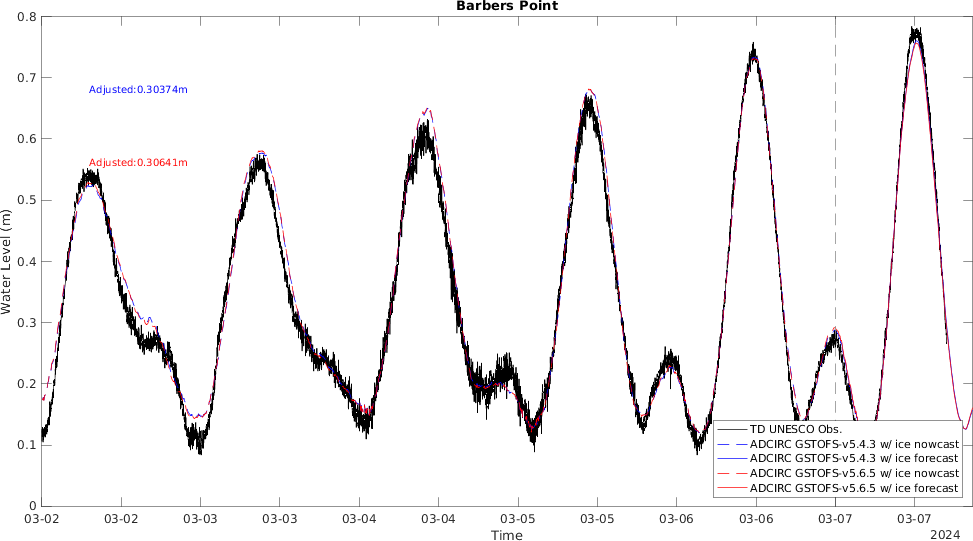 Barbers Point
0.8
0.7
0.6
0.5
0.4
0.3
0.2
0.1
0
Water Level (m)
Adjusted:0.30374m
Adjusted:0.30641m
TD UNESCO Obs.
ADCIRC GSTOFS-v5.4.3 w/ ice nowcast
ADCIRC GSTOFS-v5.4.3 w/ ice forecast
ADCIRC GSTOFS-v5.6.5 w/ ice nowcast
ADCIRC GSTOFS-v5.6.5 w/ ice forecast
03-02 03-02 03-03 03-03 03-04 03-04 03-05 03-05 03-06 03-06 03-07 03-07
Time
2024